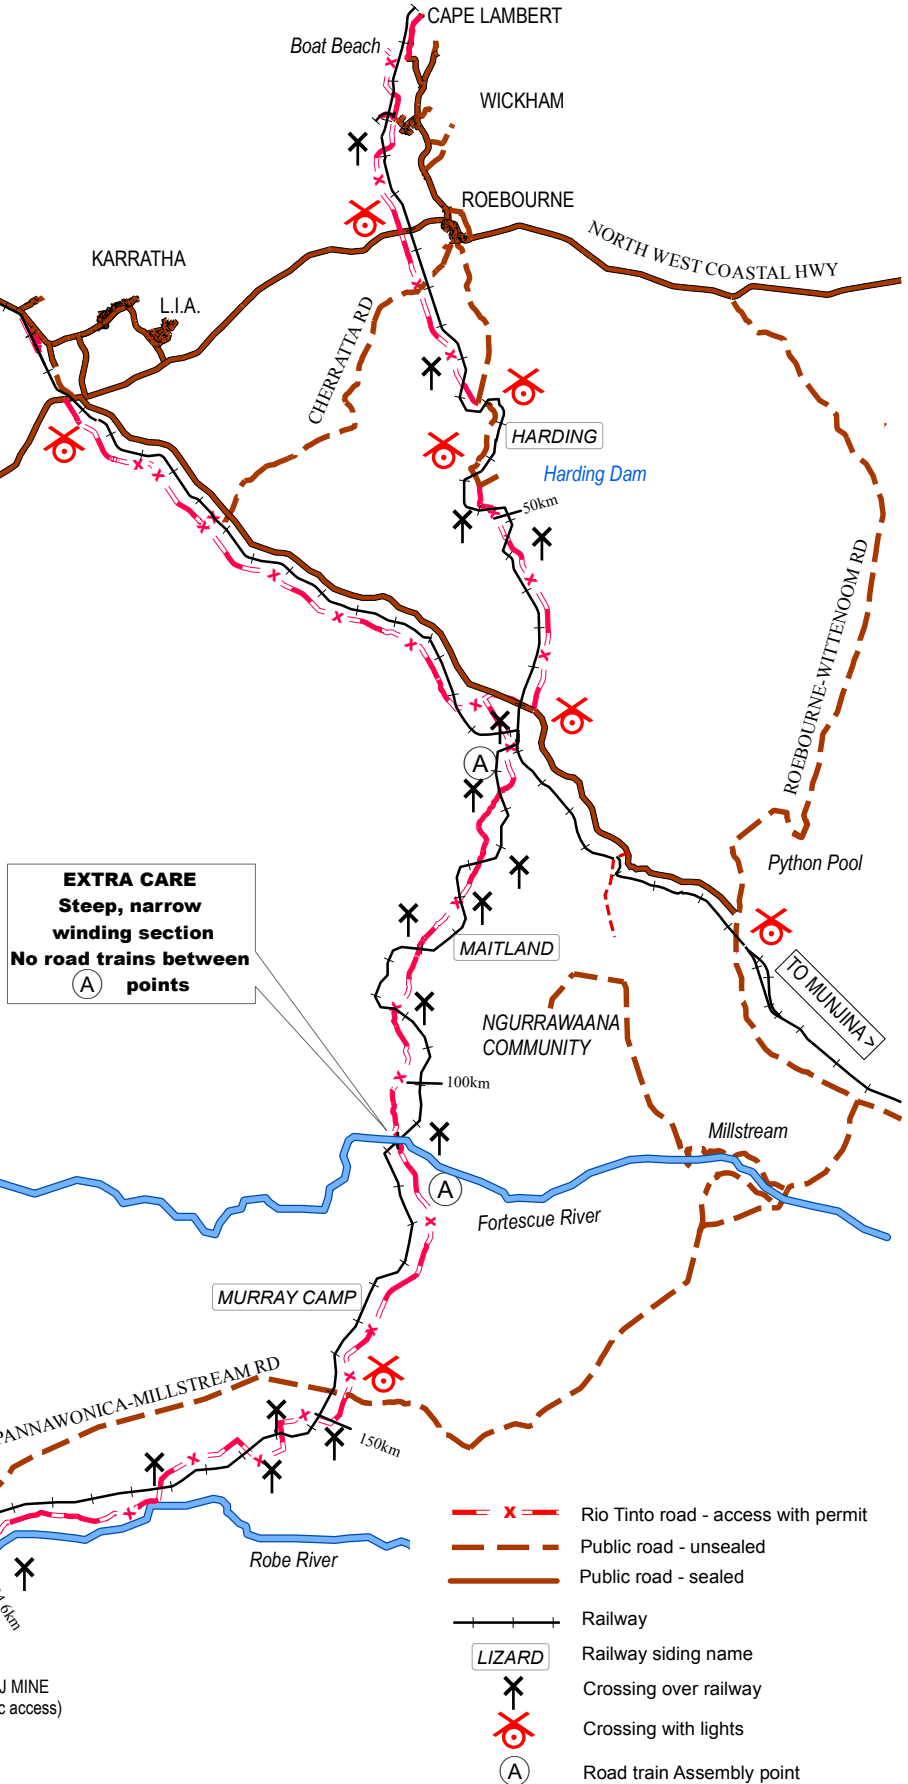 CAPE LAMBERT
Boat Beach
WICKHAM
ROEBOURNE
NORTH WEST COASTAL HWY
KARRATHA
L.I.A.
CHERRATTA RD
HARDING
Harding Dam
50km
ROEBOURNE-WITTENOOM RD
A
Python Pool
EXTRA CARE
Steep, narrow
winding section
No road trains between
A points
MAITLAND
TO MUNJINA >
NGURRAWAANA
COMMUNITY
100km
Millstream
A
Fortescue River
MURRAY CAMP
PANNAWONICA-MILLSTREAM RD
150km
Robe River
6km
J MINE
c access)
x Rio Tinto road - access with permit
Public road - unsealed
Public road - sealed
Railway
LIZARD Railway siding name
Crossing over railway
Crossing with lights
A Road train Assembly point